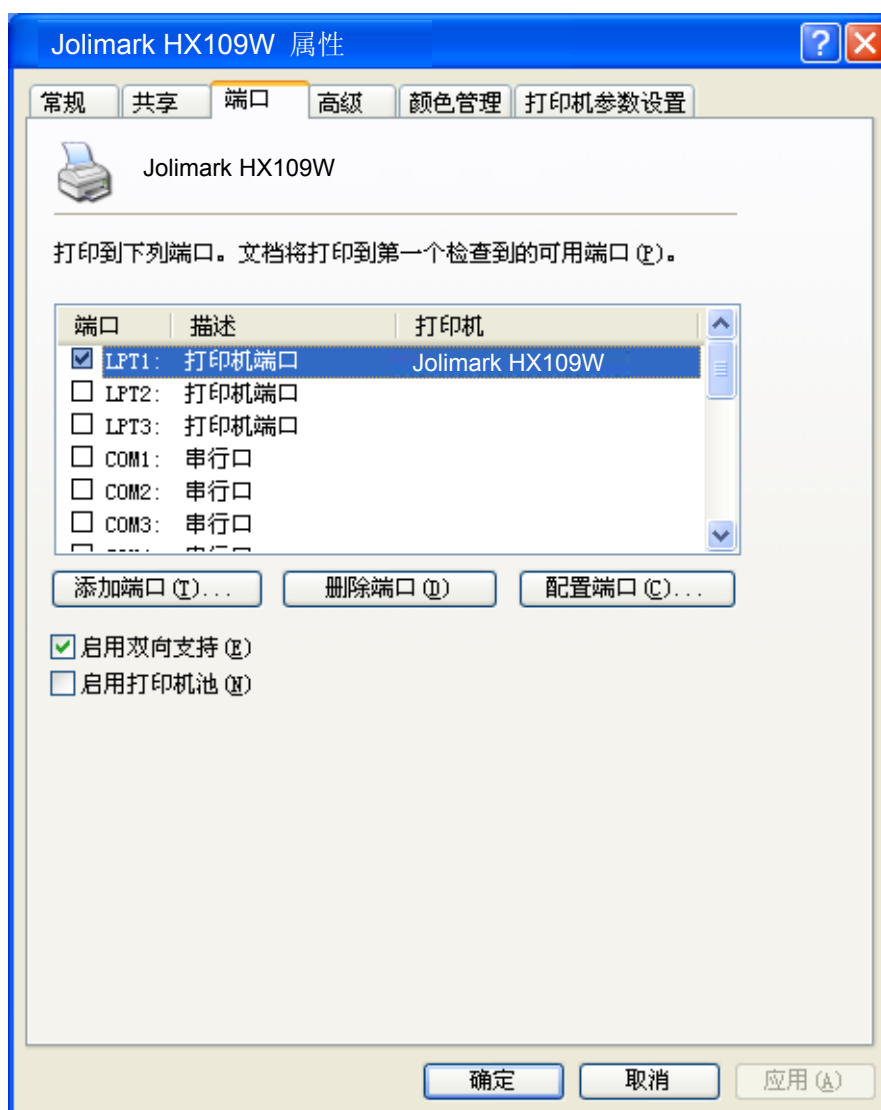 Jolimark HX109W 属性
常规 共享 端口 高级 颜色管理 打印机参数设置
Jolimark HX109W
打印到下列端口。文档将打印到第一个检查到的可用端口(P)。
端口 描述 打印机
LPT1: 打印机端口 Jolimark HX109W
LPT2: 打印机端口
LPT3: 打印机端口
COM1: 串行口
COM2: 串行口
COM3: 串行口
串行口
添加端口(T)... 删除端口(D) 配置端口(C)...
启用双向支持(E)
启用打印机池(N)
确定 取消 应用(A)